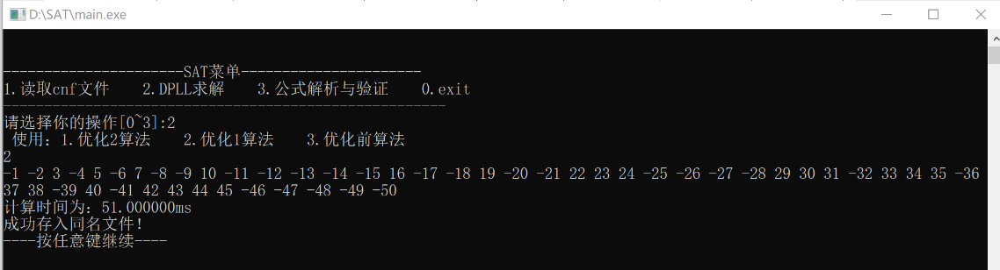 D:\SAT\main.exe
----------------------SAT菜单----------------------
1.读取cnf文件    2.DPLL求解    3.公式解析与验证    0.exit
------------------------------------------------------
请选择你的操作[0~3]:2
 使用：1.优化2算法    2.优化1算法    3.优化前算法
2
-1 -2 3 -4 5 -6 7 -8 -9 10 -11 -12 -13 -14 -15 16 -17 -18 19 -20 -21 22 23 24 -25 -26 -27 -28 29 30 31 -32 33 34 35 -36
37 38 -39 40 -41 42 43 44 45 -46 -47 -48 -49 -50
计算时间为：51.000000ms
成功存入同名文件！
----按任意键继续----